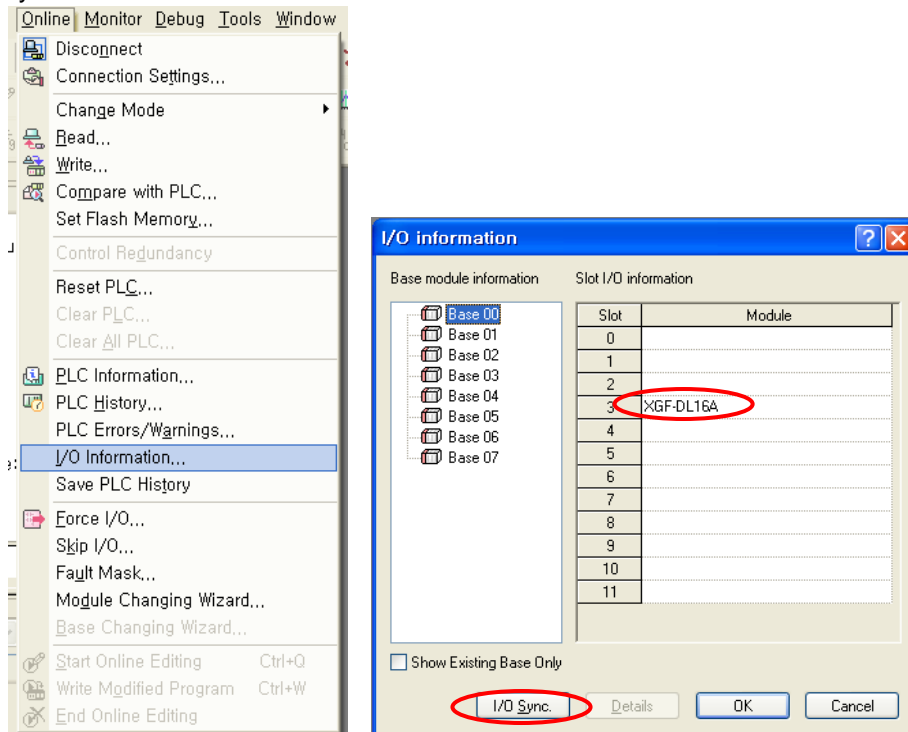 Online Monitor Debug Tools Window
Disconnect
Connection Settings...
Change Mode
Read...
Write...
Compare with PLC...
Set Flash Memory...
Control Redundancy
Reset PLC...
Clear PLC...
Clear All PLC...
PLC Information...
PLC History...
PLC Errors/Warnings...
I/O Information...
Save PLC History
Force I/O...
Skip I/O...
Fault Mask...
Module Changing Wizard...
Base Changing Wizard...
Start Online Editing Ctrl+Q
Write Modified Program Ctrl+W
End Online Editing
I/O information
Base module information Slot I/O information
Base 00
Base 01
Base 02
Base 03
Base 04
Base 05
Base 06
Base 07
Slot Module
0
1
2
3 XGF-DL16A
4
5
6
7
8
9
10
11
Show Existing Base Only
I/O Sync. Details OK Cancel